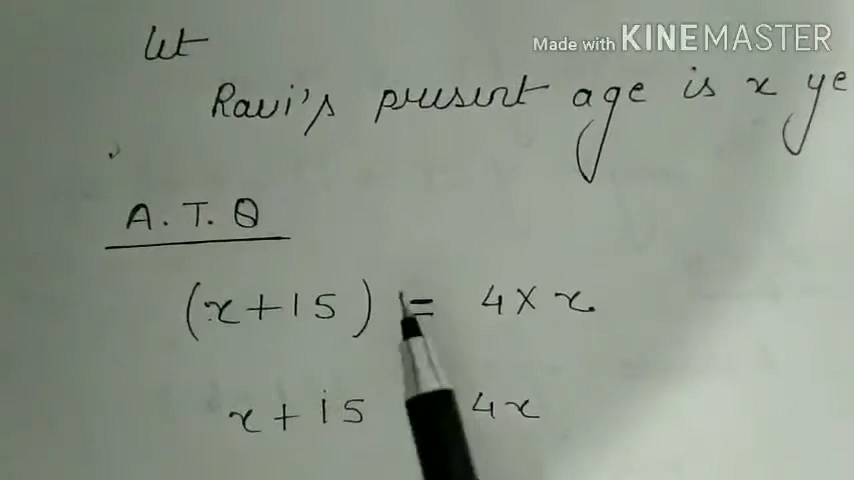 Made with KINEMASTER
let
Ravi's present age is x ye
A.T.Q
(x+15) = 4×x
x+15 4x